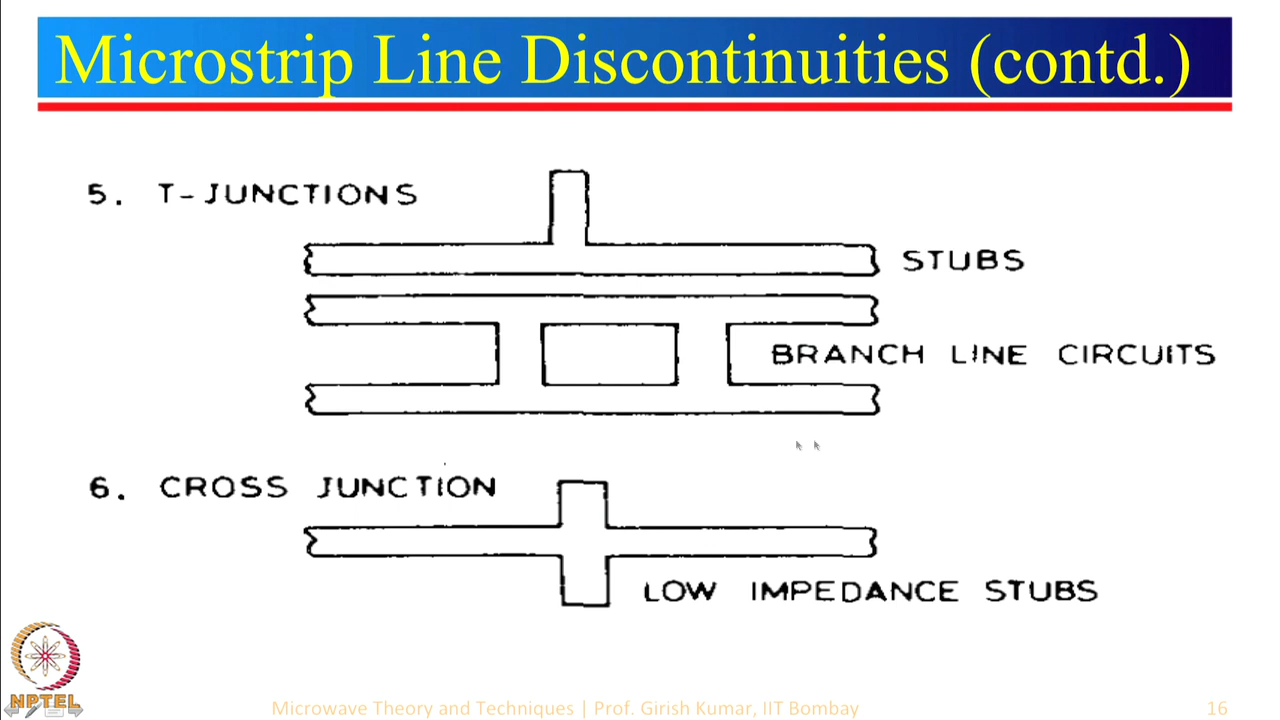 Microstrip Line Discontinuities (contd.)
5. T-JUNCTIONS
STUBS
BRANCH LINE CIRCUITS
6. CROSS JUNCTION
LOW IMPEDANCE STUBS
NPTEL
Microwave Theory and Techniques | Prof. Girish Kumar, IIT Bombay
16